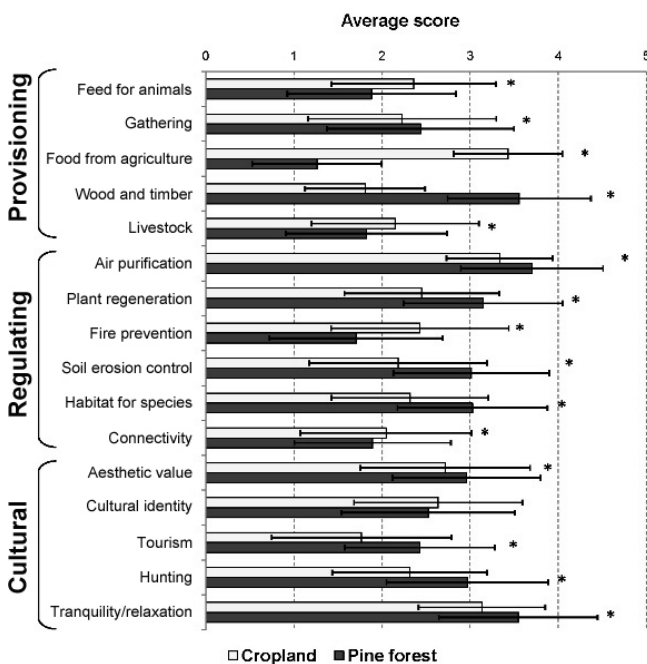 Average score
0 1 2 3 4 5
Provisioning
Feed for animals *
Gathering *
Food from agriculture *
Wood and timber *
Livestock *
Regulating
Air purification *
Plant regeneration *
Fire prevention *
Soil erosion control *
Habitat for species *
Connectivity *
Cultural
Aesthetic value *
Cultural identity
Tourism *
Hunting *
Tranquility/relaxation *
Cropland Pine forest